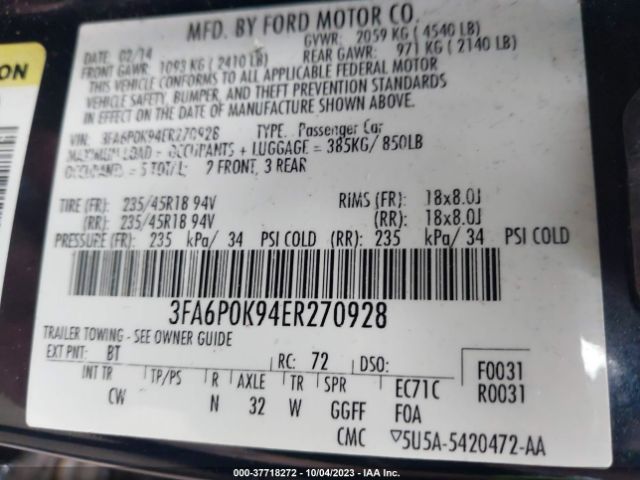 MFD. BY FORD MOTOR CO.
DATE: 02/14 GVWR: 2059 KG (4540 LB)
FRONT GAWR: 1093 KG (2410 LB) REAR GAWR: 971 KG (2140 LB)
THIS VEHICLE CONFORMS TO ALL APPLICABLE FEDERAL MOTOR
VEHICLE SAFETY, BUMPER, AND THEFT PREVENTION STANDARDS
IN EFFECT ON THE DATE OF MANUFACTURE SHOWN ABOVE.
VIN: 3FA6P0K94ER270928 TYPE: Passenger Car
MAXIMUM LOAD = OCCUPANTS + LUGGAGE = 385KG/ 850LB
2 FRONT, 3 REAR
TIRE (FR): 235/45R18 94V RIMS (FR): 18x8.0J
(RR): 235/45R18 94V (RR): 18x8.0J
PRESSURE (FR): 235 kPa/ 34 PSI COLD (RR): 235 kPa/ 34 PSI COLD
3FA6P0K94ER270928
TRAILER TOWING - SEE OWNER GUIDE
EXT PNT: BT RC: 72 DSO: F0031
INT TR TP/PS R AXLE TR SPR EC71C R0031
CW N 32 W GGFF F0A
CMC ▽5U5A-5420472-AA
ION
000-37718272 - 10/04/2023 - IAA Inc.